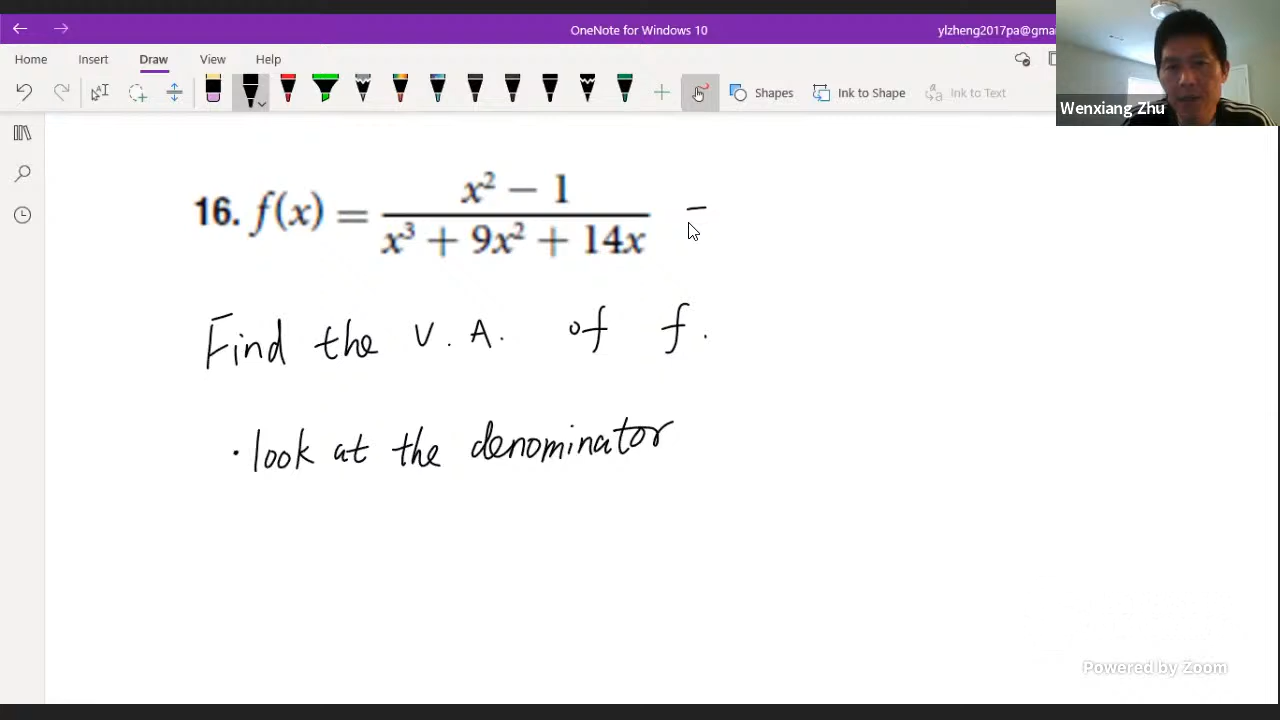 OneNote for Windows 10
ylzheng2017pa@gma
Home Insert Draw View Help
Shapes Ink to Shape Ink to Text
Wenxiang Zhu
16. f(x) = \frac{x² − 1}{x³ + 9x² + 14x} −
Find the V.A. of f.
· look at the denominator
Powered by Zoom